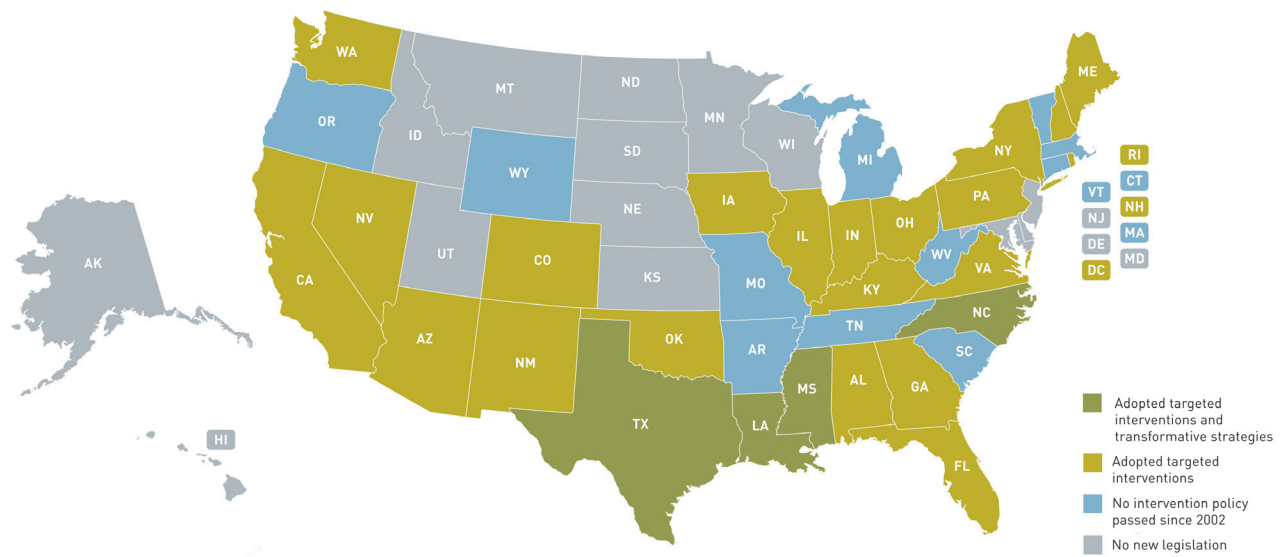 WA
ME
MT
ND
MN
OR
ID
SD
WI
MI
NY
RI
WY
CT
VT
NE
IA
PA
NH
NJ
NV
IL
IN
OH
MA
DE
UT
CO
WV
MD
AK
CA
KS
MO
VA
DC
KY
NC
TN
AZ
NM
OK
AR
SC
MS
AL
GA
TX
LA
HI
FL
Adopted targeted
interventions and
transformative strategies
Adopted targeted
interventions
No intervention policy
passed since 2002
No new legislation